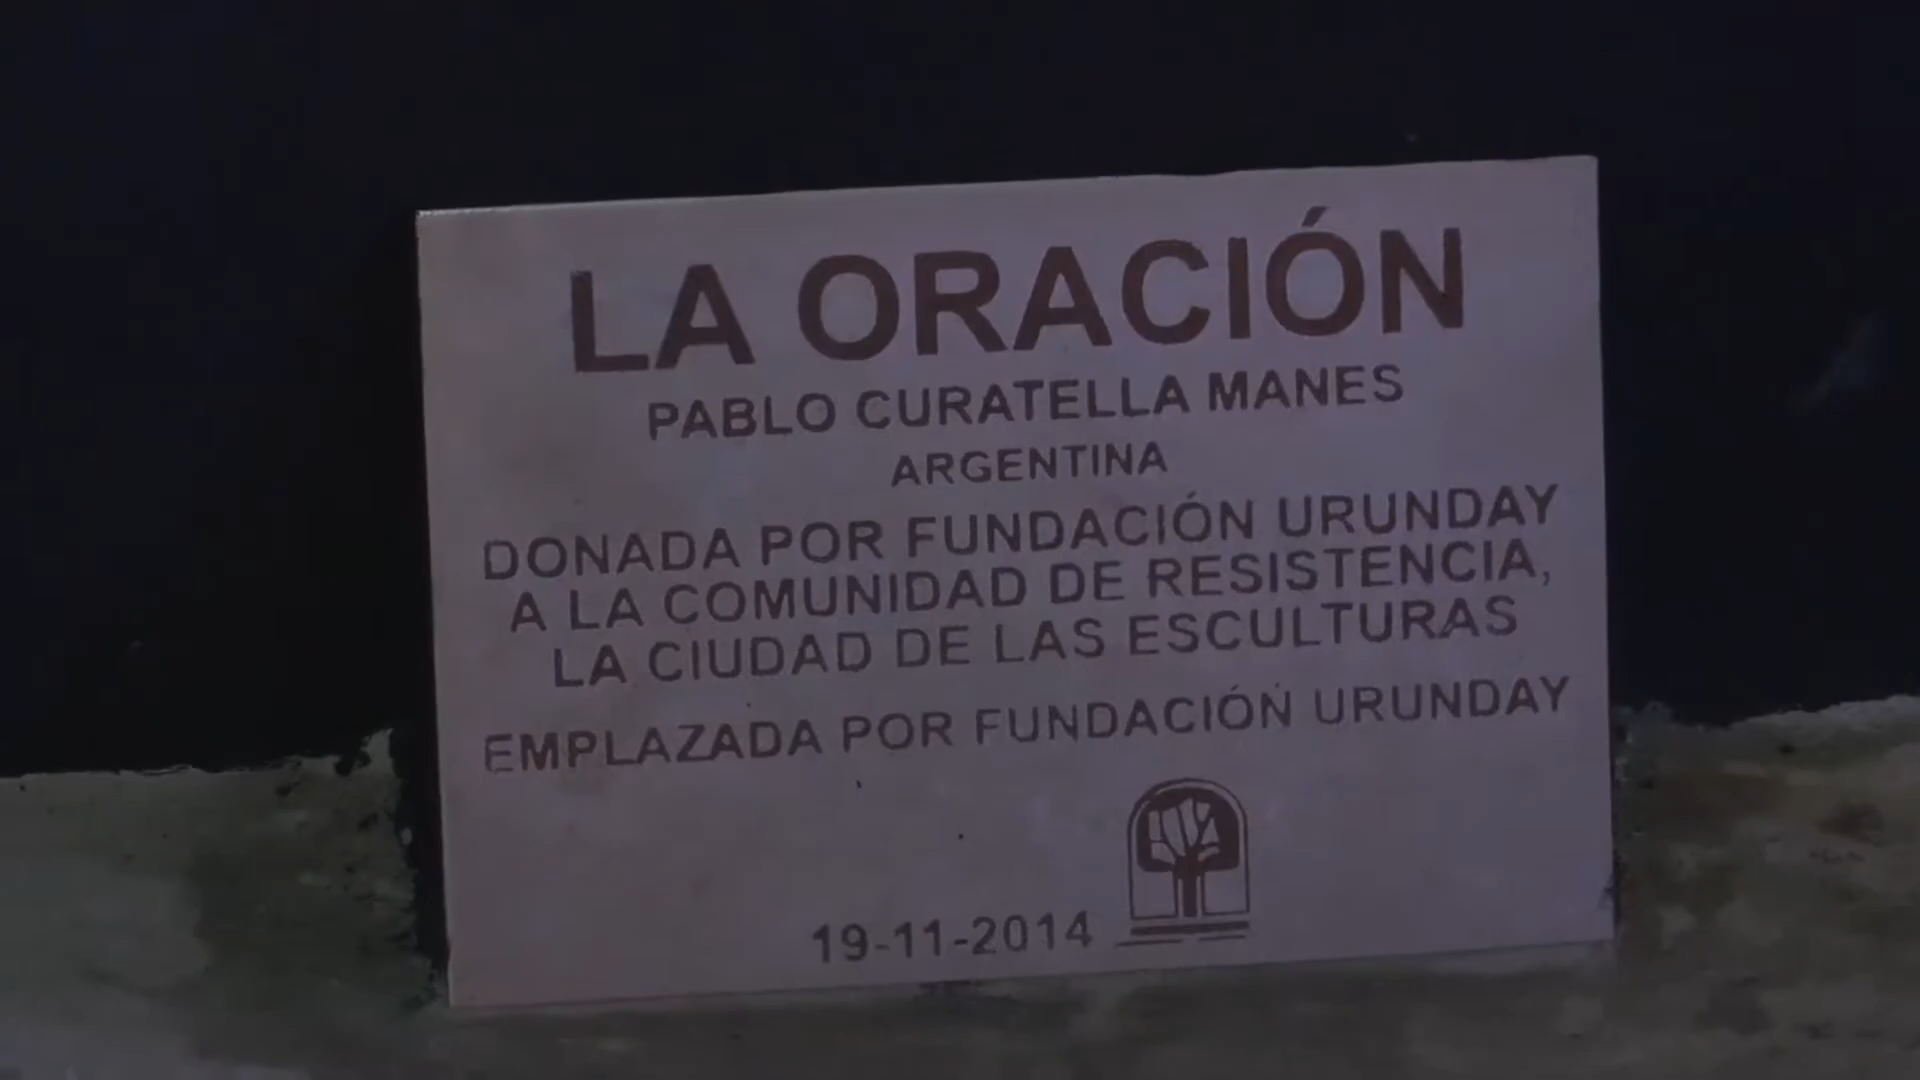 LA ORACIÓN
PABLO CURATELLA MANES
ARGENTINA
DONADA POR FUNDACIÓN URUNDAY
A LA COMUNIDAD DE RESISTENCIA,
LA CIUDAD DE LAS ESCULTURAS
EMPLAZADA POR FUNDACIÓN URUNDAY
19-11-2014